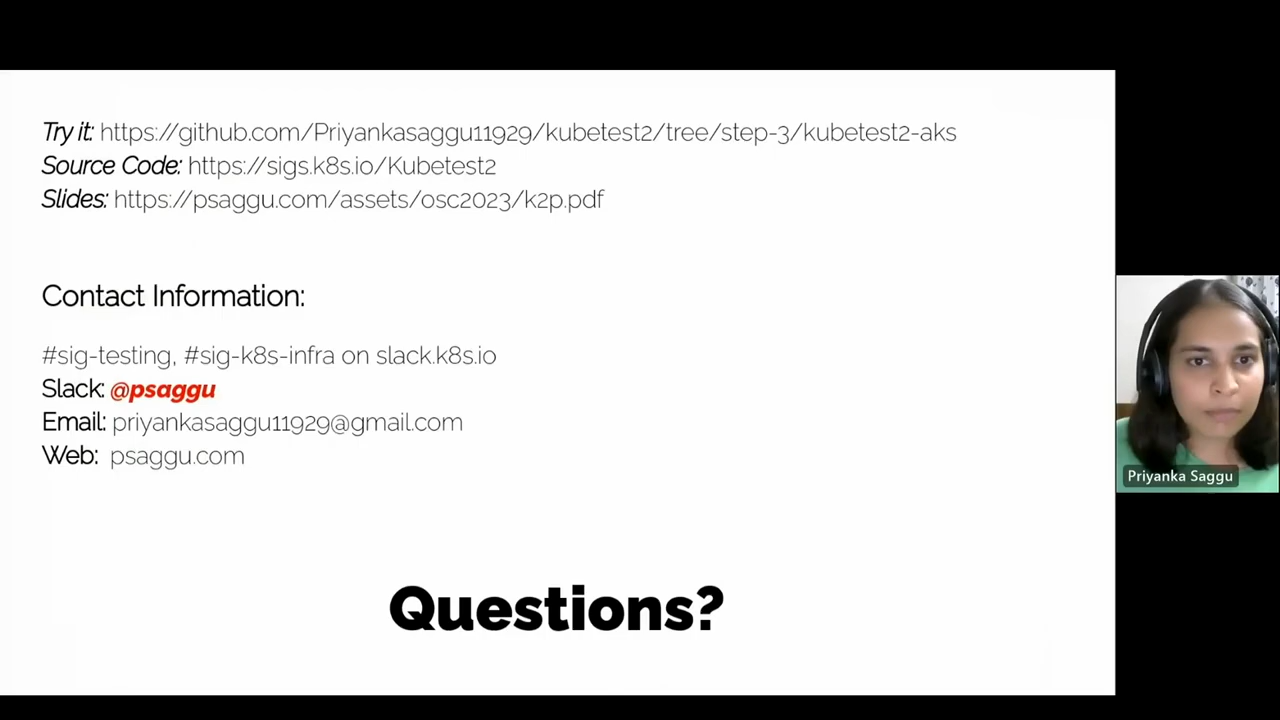 Try it: https://github.com/Priyankasaggu11929/kubetest2/tree/step-3/kubetest2-aks
Source Code: https://sigs.k8s.io/Kubetest2
Slides: https://psaggu.com/assets/osc2023/k2p.pdf
Contact Information:
#sig-testing, #sig-k8s-infra on slack.k8s.io
Slack: @psaggu
Email: priyankasaggu11929@gmail.com
Web: psaggu.com
Questions?
Priyanka Saggu